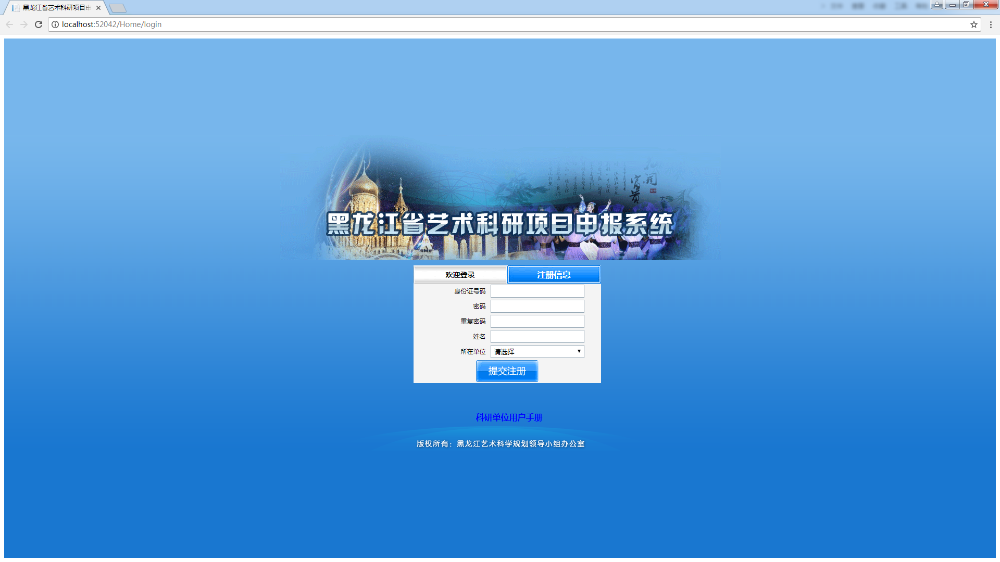 黑龙江省艺术科研项目申
localhost:52042/Home/login
黑龙江省艺术科研项目申报系统
欢迎登录
注册信息
身份证号码
密码
重复密码
姓名
所在单位
请选择
提交注册
科研单位用户手册
版权所有：黑龙江艺术科学规划领导小组办公室